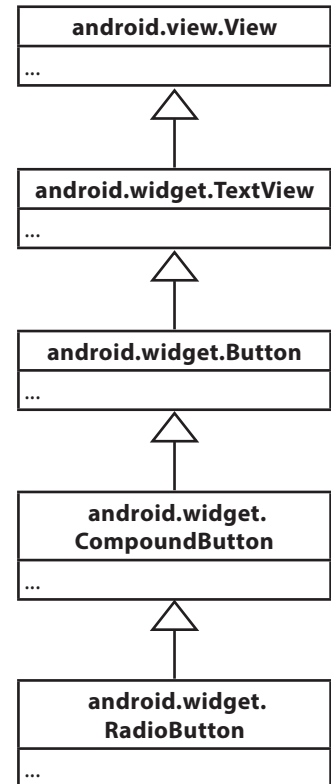 android.view.View
...
android.widget.TextView
...
android.widget.Button
...
android.widget.
CompoundButton
...
android.widget.
RadioButton
...